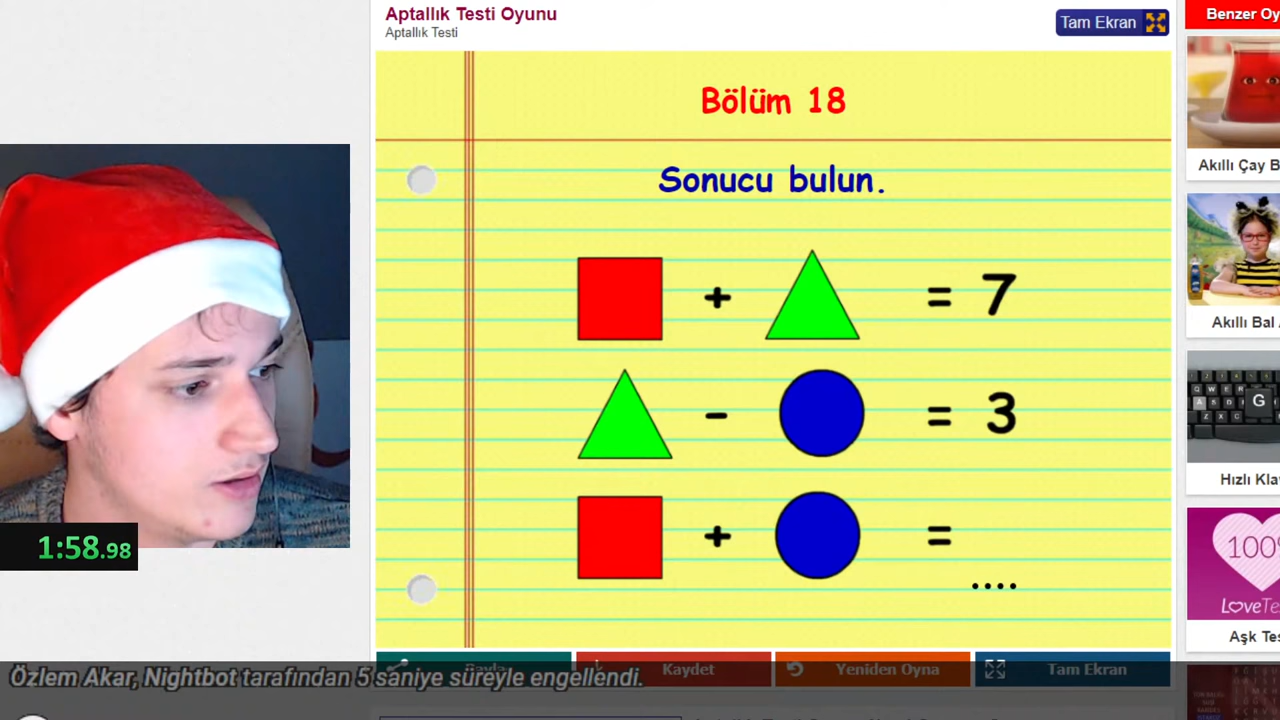 Aptallık Testi Oyunu
Aptallık Testi
Tam Ekran
Benzer Oy
Bölüm 18
Sonucu bulun.
+ = 7
- = 3
+ =
....
Akıllı Çay B
Akıllı Bal
G
Hızlı Kla
100%
LoveTe
Aşk Tes
1:58.98
Kaydet
Yeniden Oyna
Tam Ekran
Özlem Akar, Nightbot tarafından 5 saniye süreyle engellendi.